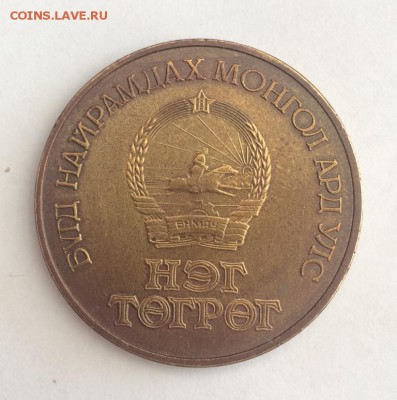 COINS.LAVE.RU
БҮГД НАЙРАМДАХ МОНГОЛ АРД УЛС
БНМАУ
НЭГ
ТӨГРӨГ